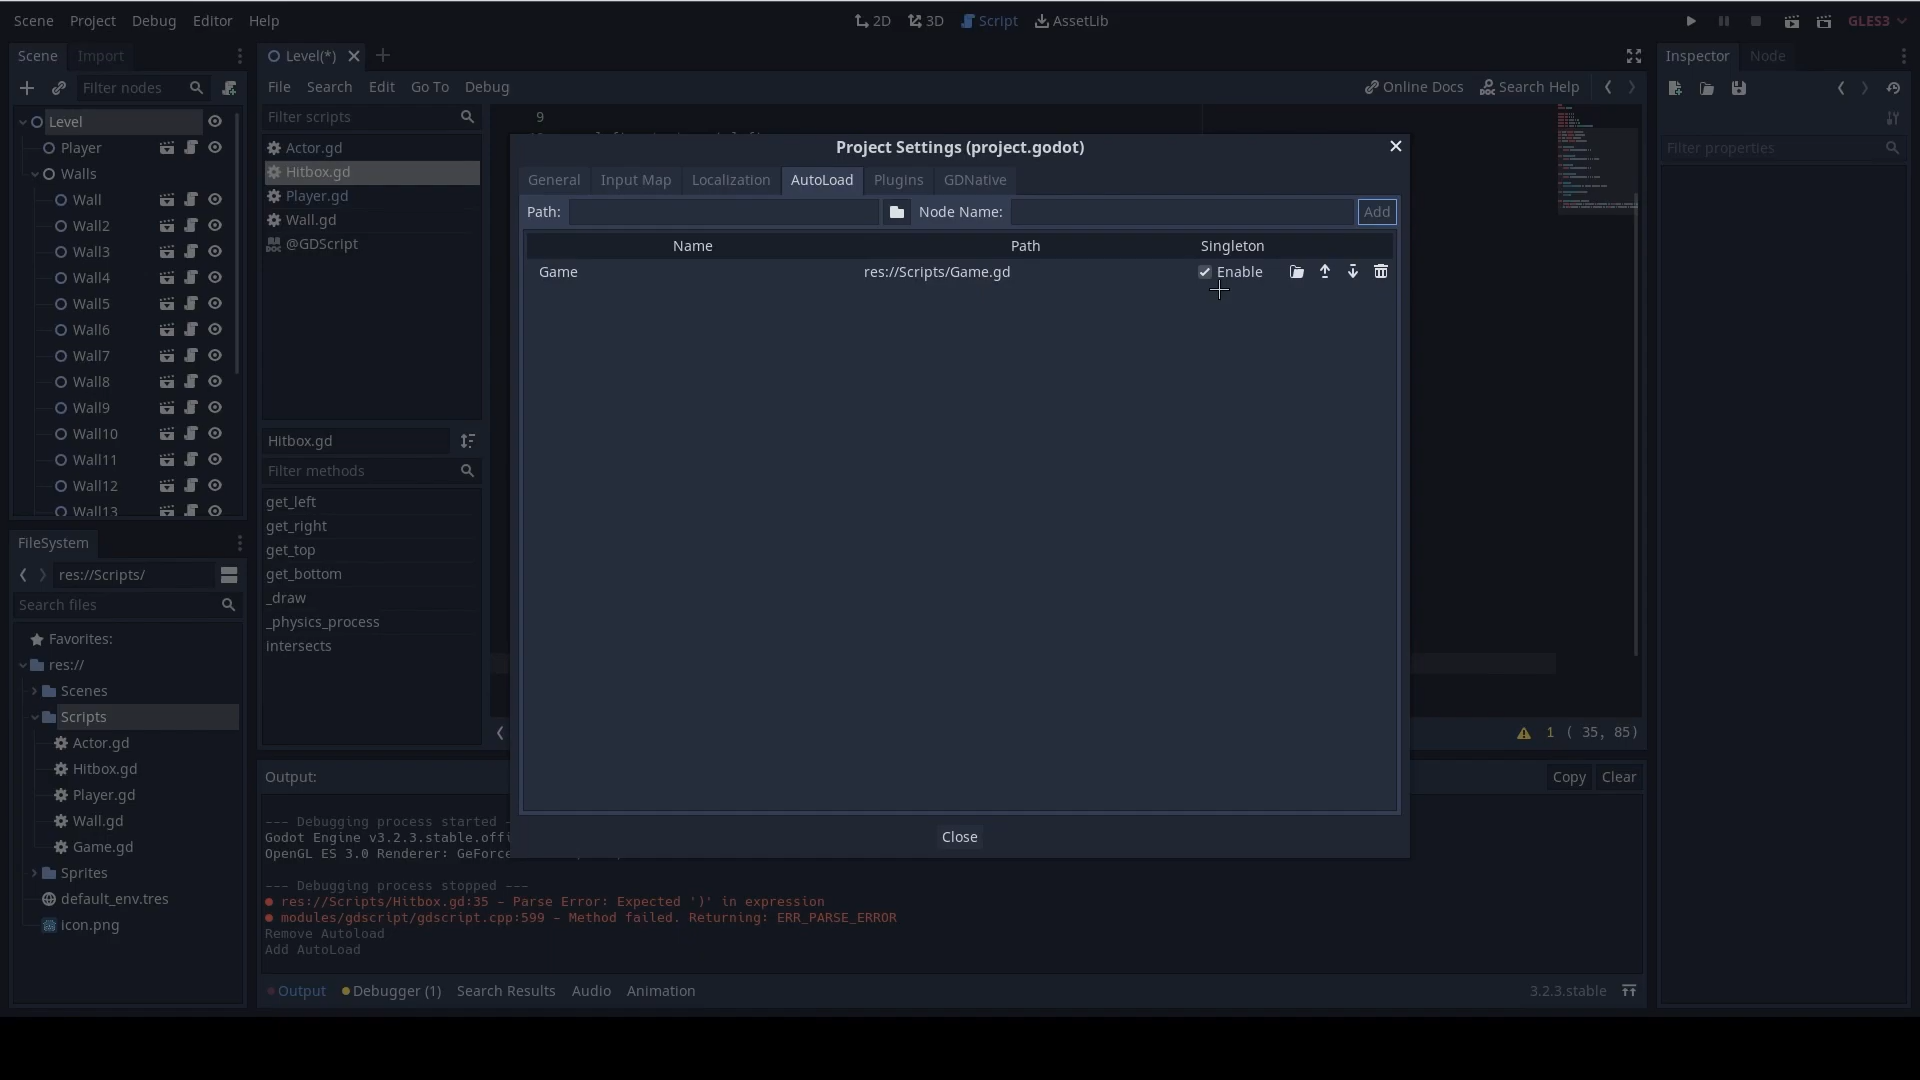 Scene Project Debug Editor Help
2D 3D Script AssetLib
GLES3
Scene Import
Level(*)
Inspector Node
Filter nodes
File Search Edit Go To Debug
Online Docs Search Help
Filter scripts
Filter properties
Level
Player
Walls
Wall
Wall2
Wall3
Wall4
Wall5
Wall6
Wall7
Wall8
Wall9
Wall10
Wall11
Wall12
Wall13
Actor.gd
Hitbox.gd
Player.gd
Wall.gd
@GDScript
Hitbox.gd
Filter methods
get_left
get_right
get_top
get_bottom
_draw
_physics_process
intersects
9
Project Settings (project.godot)
General Input Map Localization AutoLoad Plugins GDNative
Path: Node Name: Add
Name Path Singleton
Game res://Scripts/Game.gd Enable
Close
1 ( 35, 85)
FileSystem
res://Scripts/
Search files
Favorites:
res://
Scenes
Scripts
Actor.gd
Hitbox.gd
Player.gd
Wall.gd
Game.gd
Sprites
default_env.tres
icon.png
Output: Copy Clear
--- Debugging process started
Godot Engine v3.2.3.stable.offi
OpenGL ES 3.0 Renderer: GeForce
--- Debugging process stopped ---
res://Scripts/Hitbox.gd:35 - Parse Error: Expected ')' in expression
modules/gdscript/gdscript.cpp:599 - Method failed. Returning: ERR_PARSE_ERROR
Remove Autoload
Add AutoLoad
Output Debugger (1) Search Results Audio Animation 3.2.3.stable